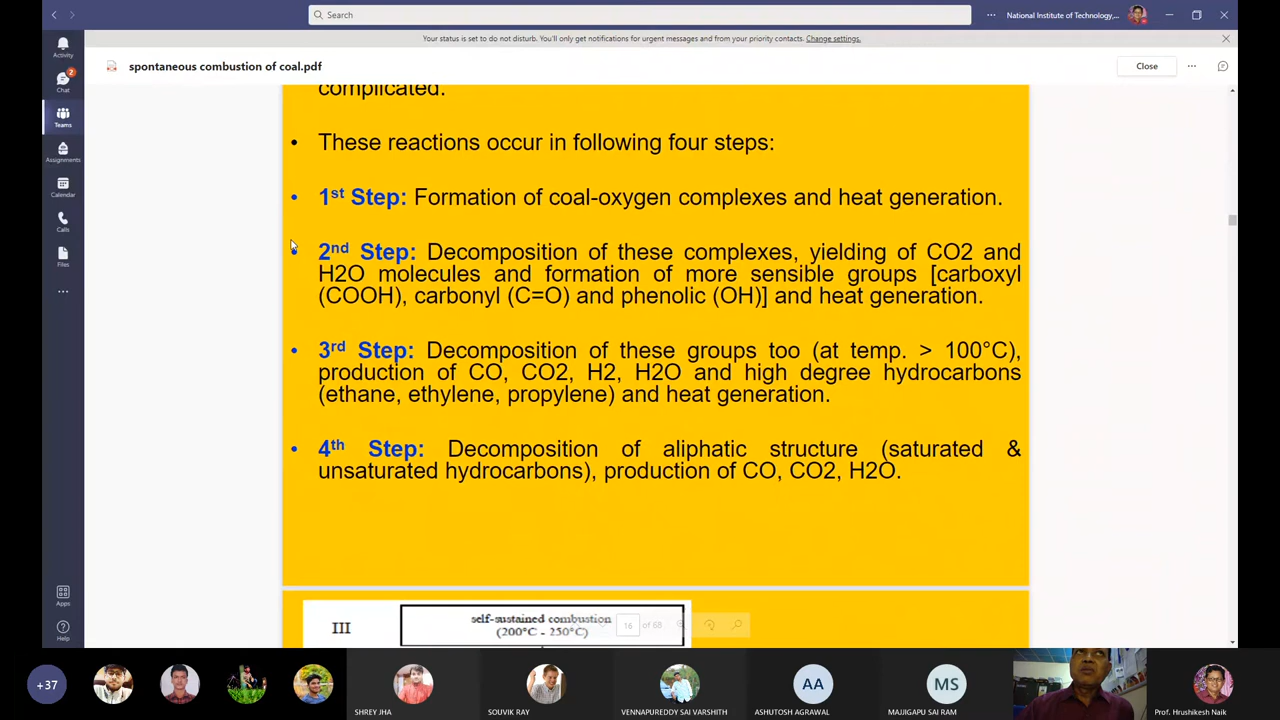 Search
National Institute of Technology,...
Your status is set to do not disturb. You'll only get notifications for urgent messages and from your priority contacts. Change settings.
Activity
spontaneous combustion of coal.pdf
Close
2
Chat
Teams
Assignments
Calendar
Calls
Files
Apps
Help
complicated.
• These reactions occur in following four steps:
• 1st Step: Formation of coal-oxygen complexes and heat generation.
• 2nd Step: Decomposition of these complexes, yielding of CO2 and
H2O molecules and formation of more sensible groups [carboxyl
(COOH), carbonyl (C=O) and phenolic (OH)] and heat generation.
• 3rd Step: Decomposition of these groups too (at temp. > 100°C),
production of CO, CO2, H2, H2O and high degree hydrocarbons
(ethane, ethylene, propylene) and heat generation.
• 4th Step: Decomposition of aliphatic structure (saturated &
unsaturated hydrocarbons), production of CO, CO2, H2O.
III
self-sustained combustion
(200°C - 250°C)
16 of 68
+37
SHREY JHA
SOUVIK RAY
VENNAPUREDDY SAI VARSHITH
AA
ASHUTOSH AGRAWAL
MS
MAJJIGAPU SAI RAM
Prof. Hrushikesh Naik